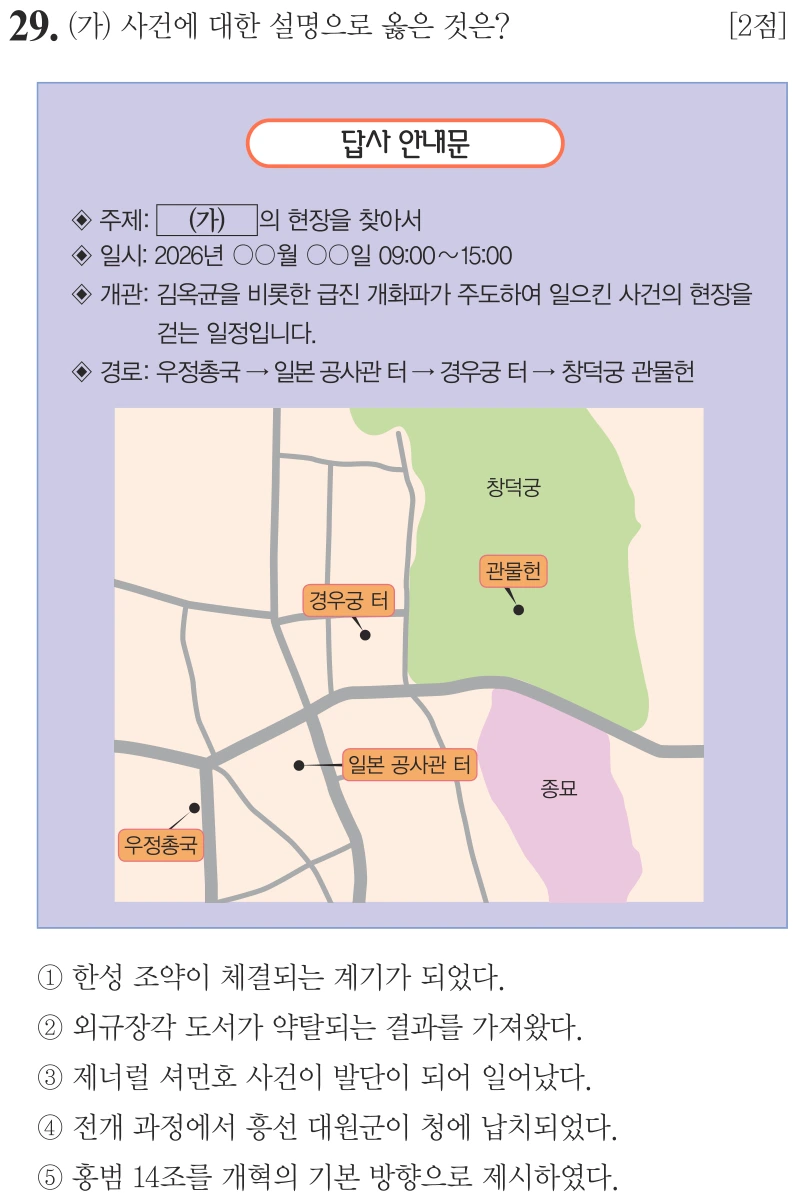 29. (가) 사건에 대한 설명으로 옳은 것은? [2점]
답사 안내문
◈ 주제: (가) 의 현장을 찾아서
◈ 일시: 2026년 ○○월 ○○일 09:00～15:00
◈ 개관: 김옥균을 비롯한 급진 개화파가 주도하여 일으킨 사건의 현장을
걷는 일정입니다.
◈ 경로: 우정총국 → 일본 공사관 터 → 경우궁 터 → 창덕궁 관물헌
창덕궁
관물헌
경우궁 터
일본 공사관 터
종묘
우정총국
① 한성 조약이 체결되는 계기가 되었다.
② 외규장각 도서가 약탈되는 결과를 가져왔다.
③ 제너럴 셔먼호 사건이 발단이 되어 일어났다.
④ 전개 과정에서 흥선 대원군이 청에 납치되었다.
⑤ 홍범 14조를 개혁의 기본 방향으로 제시하였다.